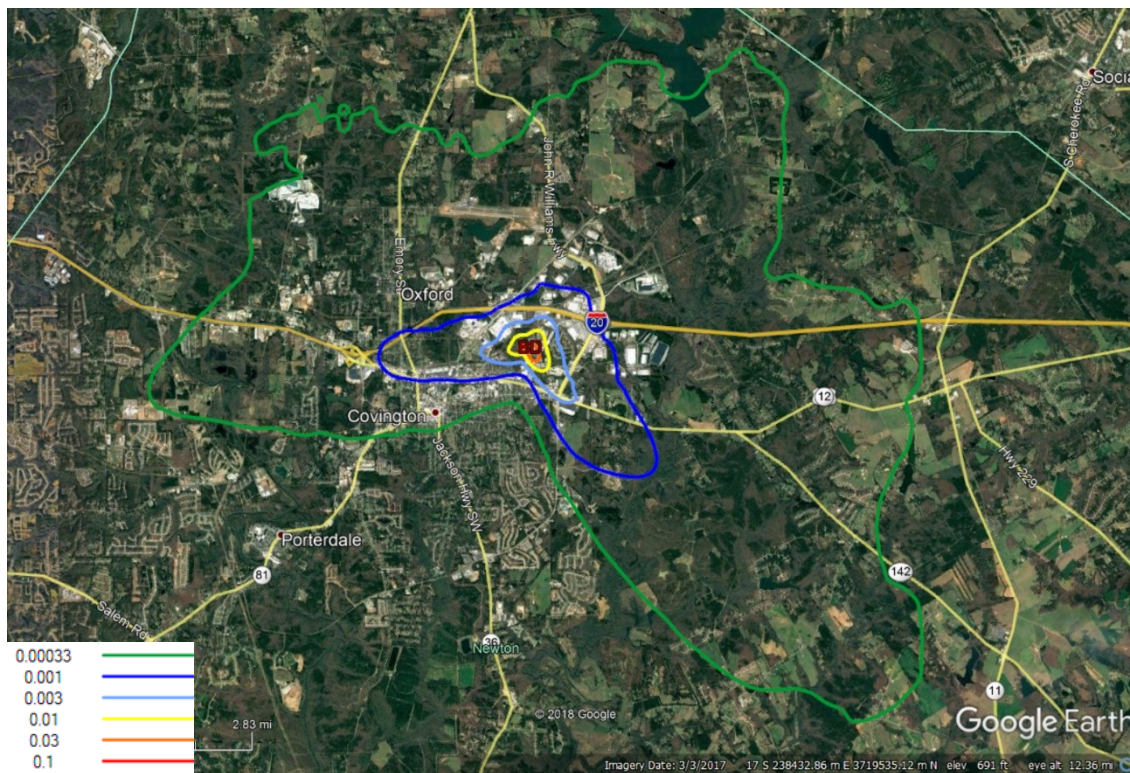 Socia
S Cherokee Rd
John R Williams Hwy
Emory St
Oxford
20
BD
12
Covington
Jackson Hwy SW
Hwy 229
Porterdale
81
142
Salem Rd
36
Newton
11
0.00033
0.001
0.003
0.01
0.03
0.1
2.83 mi
© 2018 Google
Google Earth
Imagery Date: 3/3/2017 17 S 238432.86 m E 3719535.12 m N elev 691 ft eye alt 12.36 mi